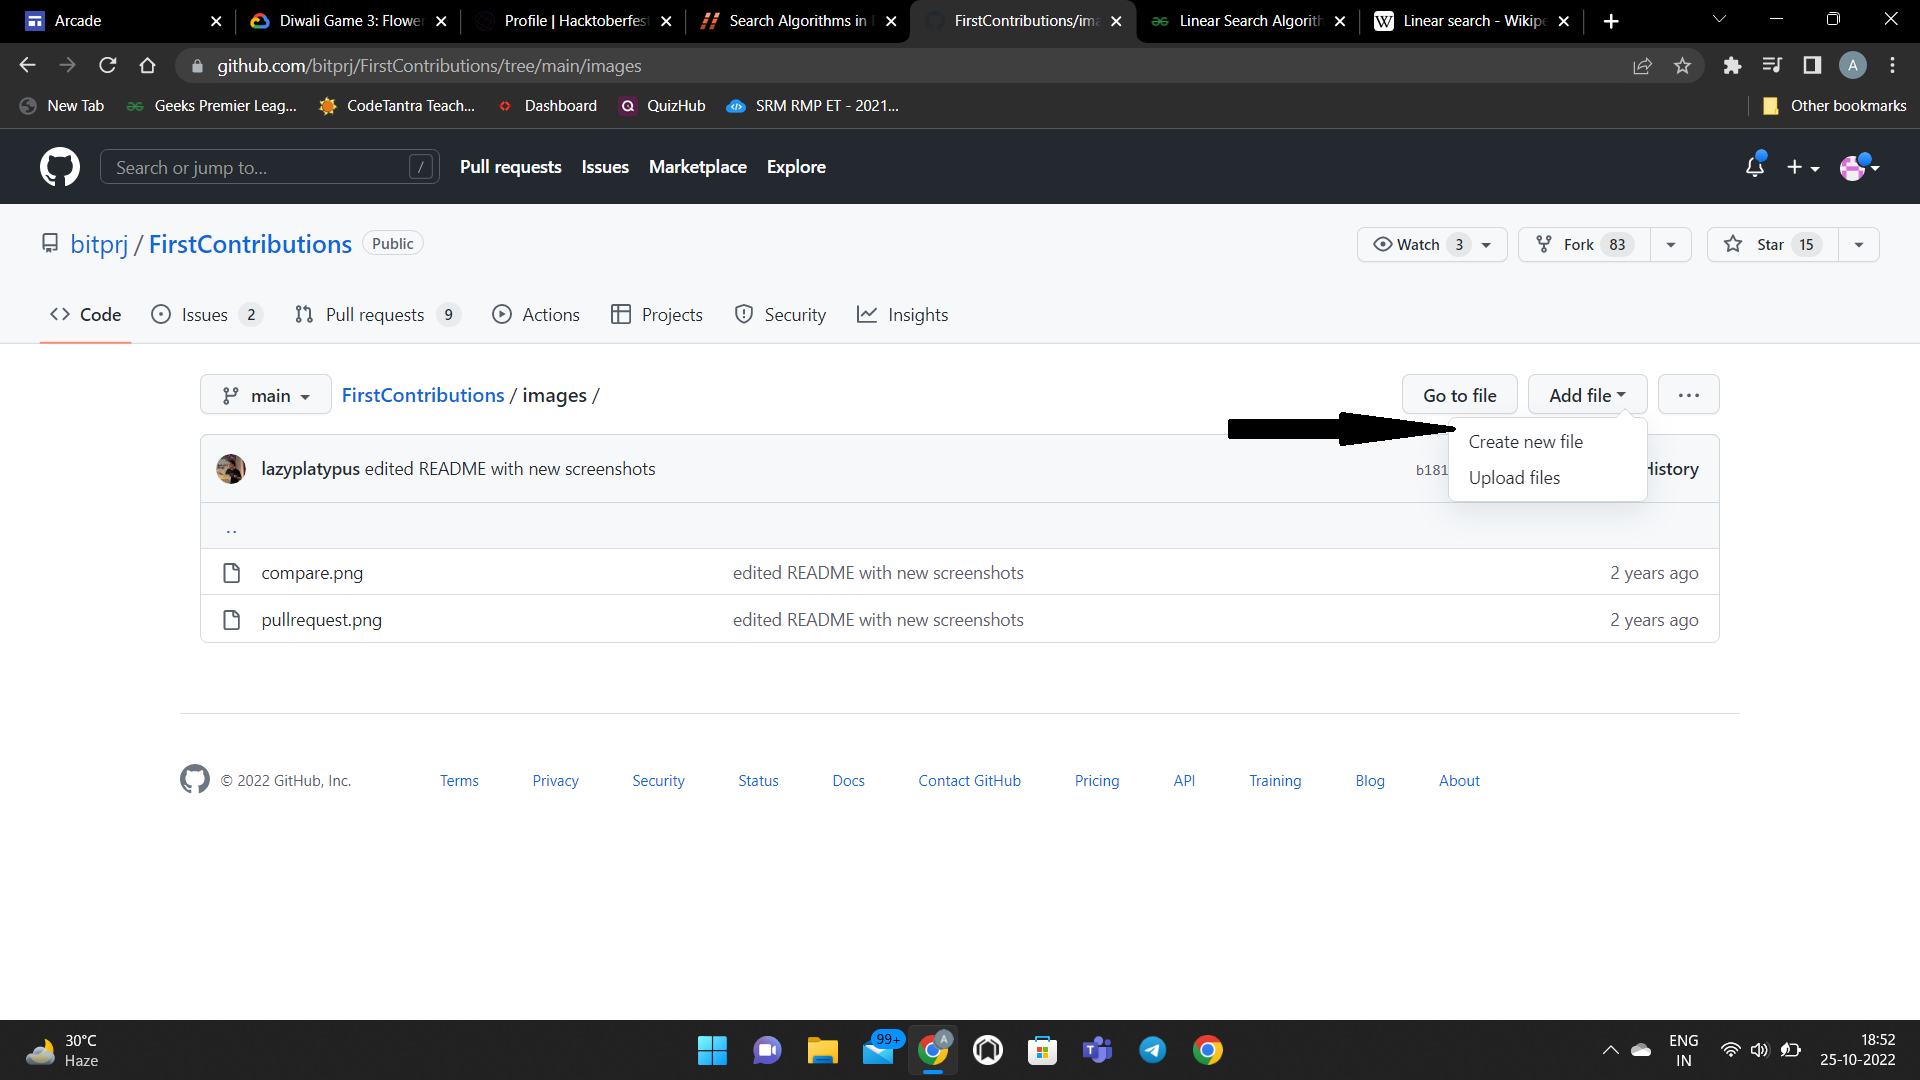 Arcade
Diwali Game 3: Flower
Profile | Hacktoberfest
Search Algorithms in
FirstContributions/ima
Linear Search Algorith
Linear search - Wikipe
github.com/bitprj/FirstContributions/tree/main/images
A
New Tab
Geeks Premier Leag...
CodeTantra Teach...
Dashboard
QuizHub
SRM RMP ET - 2021...
Other bookmarks
Search or jump to...
/
Pull requests
Issues
Marketplace
Explore
bitprj / FirstContributions
Public
Watch 3
Fork 83
Star 15
Code
Issues 2
Pull requests 9
Actions
Projects
Security
Insights
main
FirstContributions / images /
Go to file
Add file
Create new file
Upload files
lazyplatypus edited README with new screenshots
b181
History
..
compare.png
edited README with new screenshots
2 years ago
pullrequest.png
edited README with new screenshots
2 years ago
© 2022 GitHub, Inc.
Terms
Privacy
Security
Status
Docs
Contact GitHub
Pricing
API
Training
Blog
About
30°C
Haze
99+
A
ENG
IN
18:52
25-10-2022